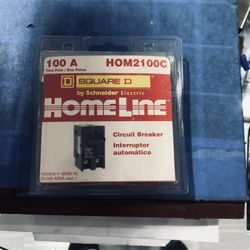 100 A HOM2100C
Two-Pole / Dos Polos
D SQUARE D
by Schneider Electric
HOMELINE
Circuit Breaker
Interruptor
automático